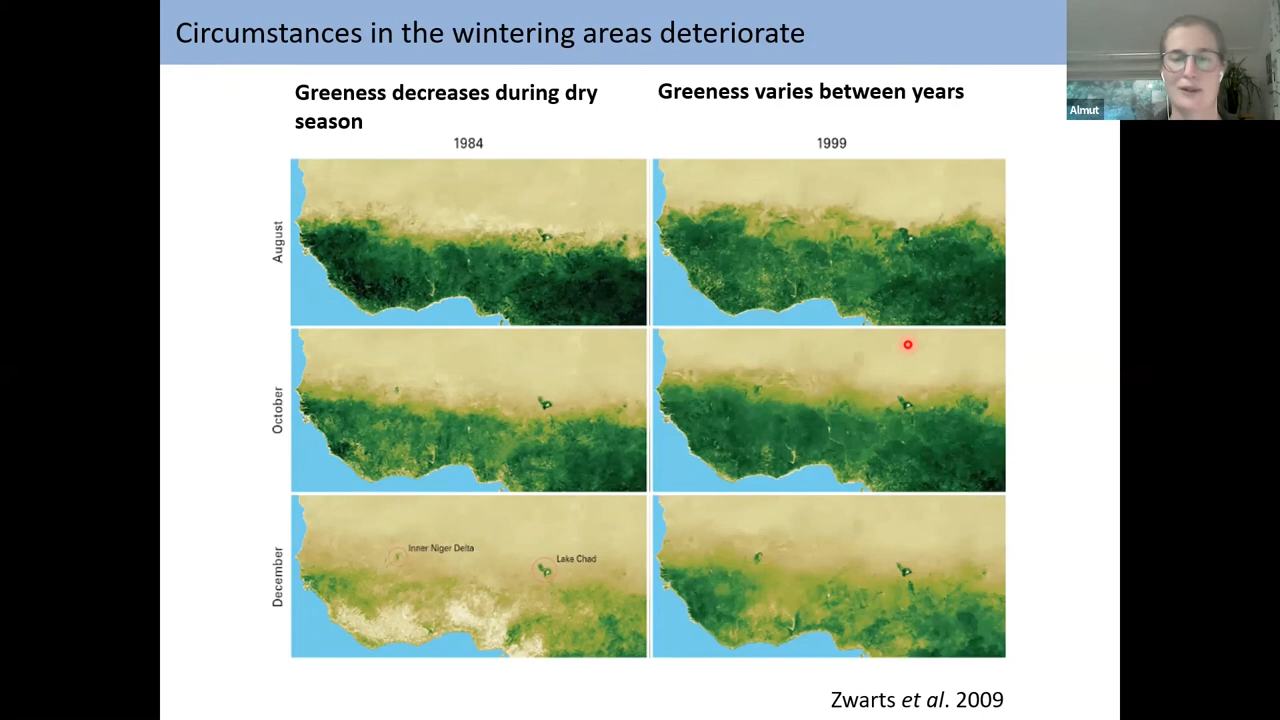 Circumstances in the wintering areas deteriorate
Almut
Greeness decreases during dry
season
Greeness varies between years
1984
1999
August
October
December
Inner Niger Delta
Lake Chad
Zwarts et al. 2009